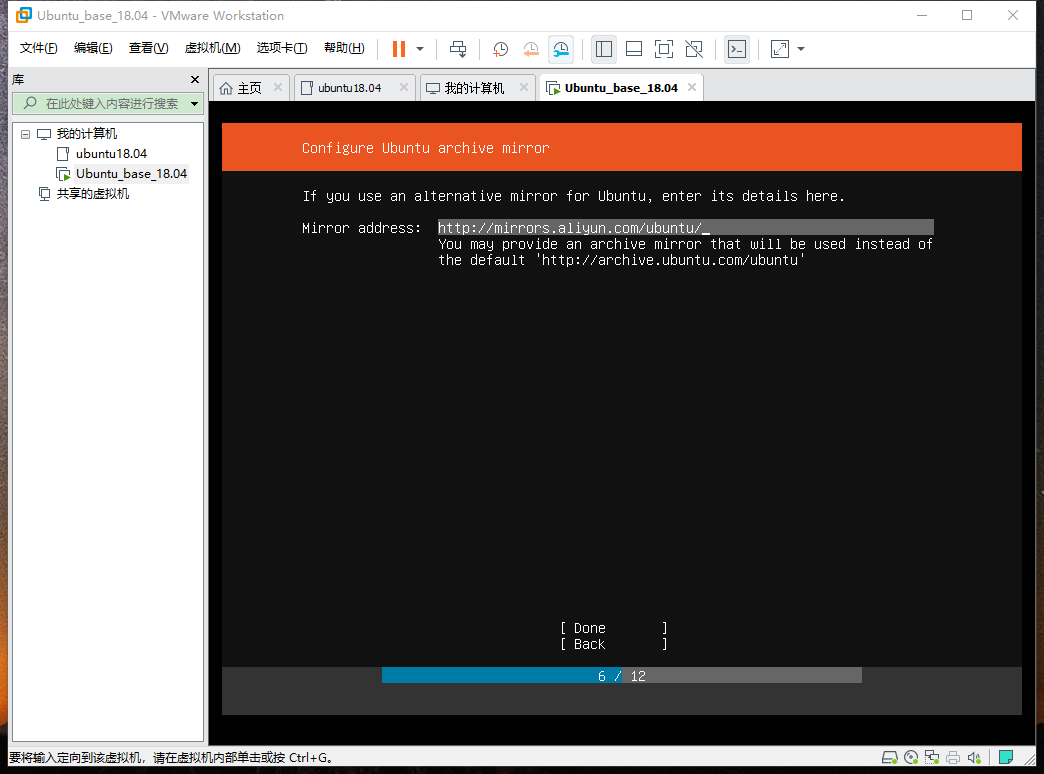 Ubuntu_base_18.04 - VMware Workstation
文件(F) 编辑(E) 查看(V) 虚拟机(M) 选项卡(T) 帮助(H)
库
在此处键入内容进行搜索
我的计算机
ubuntu18.04
Ubuntu_base_18.04
共享的虚拟机
主页 ubuntu18.04 我的计算机 Ubuntu_base_18.04
Configure Ubuntu archive mirror
If you use an alternative mirror for Ubuntu, enter its details here.
Mirror address: http://mirrors.aliyun.com/ubuntu/_
You may provide an archive mirror that will be used instead of
the default 'http://archive.ubuntu.com/ubuntu'
[ Done ]
[ Back ]
6 / 12
要将输入定向到该虚拟机，请在虚拟机内部单击或按 Ctrl+G。